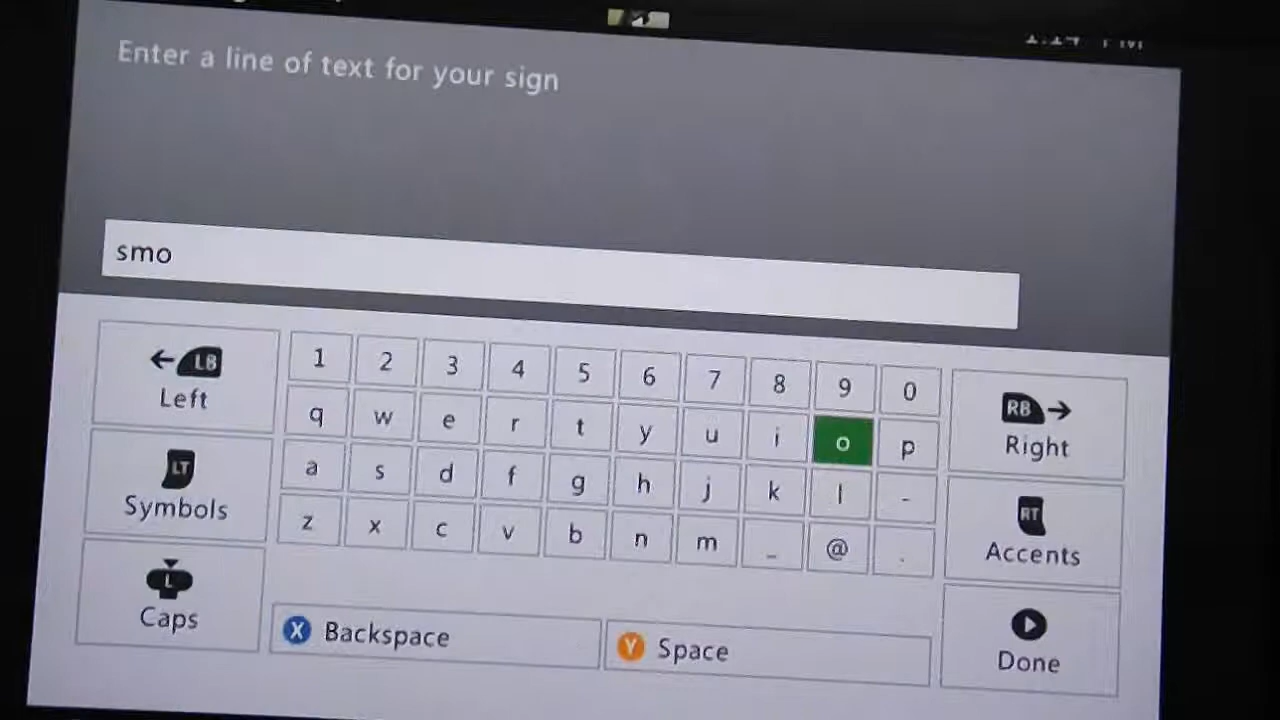 Enter a line of text for your sign
smo
LB
Left
1 2 3 4 5 6 7 8 9 0
RB
Right
q w e r t y u i o p
LT
Symbols
a s d f g h j k l -
RT
Accents
z x c v b n m _ @ .
L
Caps
X Backspace
Y Space
Done